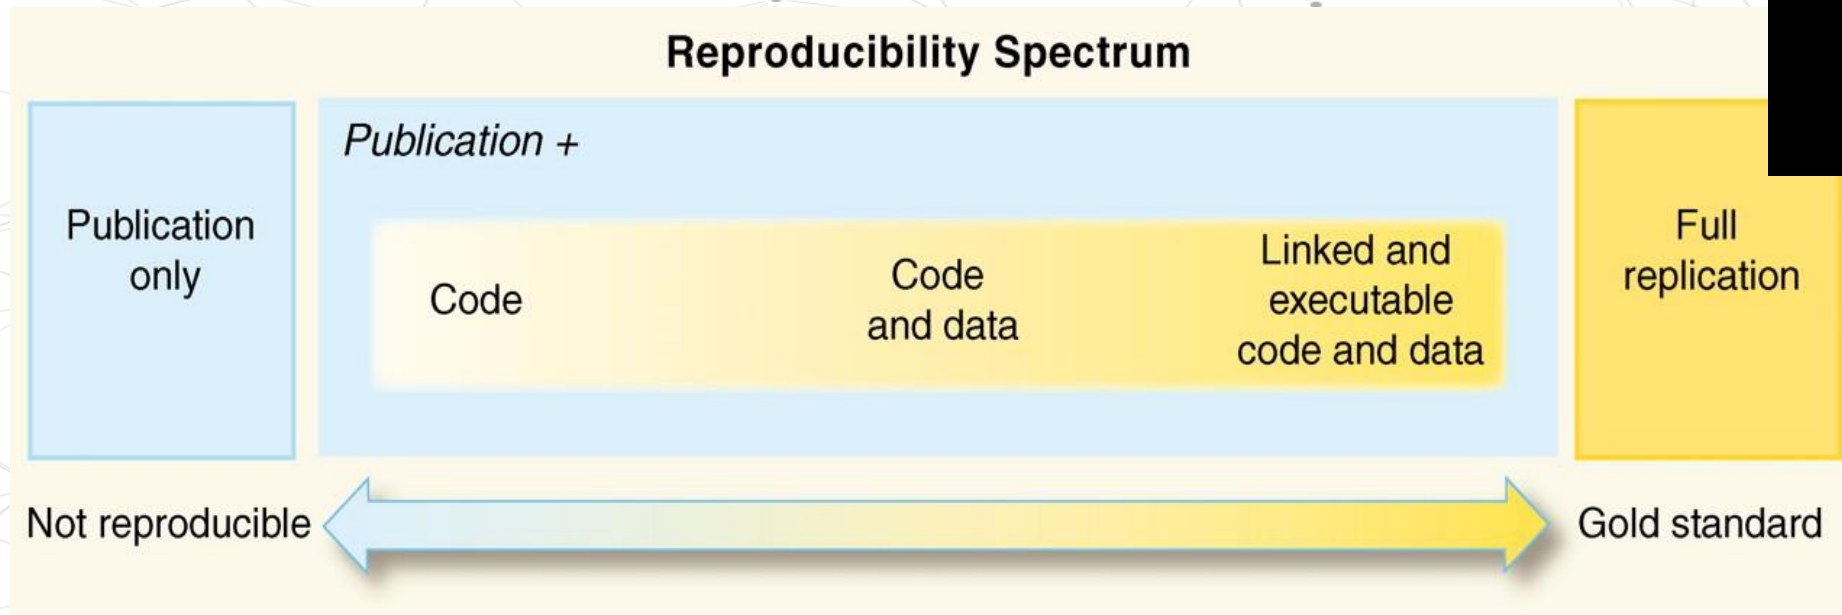 Reproducibility Spectrum
Publication
only
Publication +
Code
Code
and data
Linked and
executable
code and data
Full
replication
Not reproducible
Gold standard